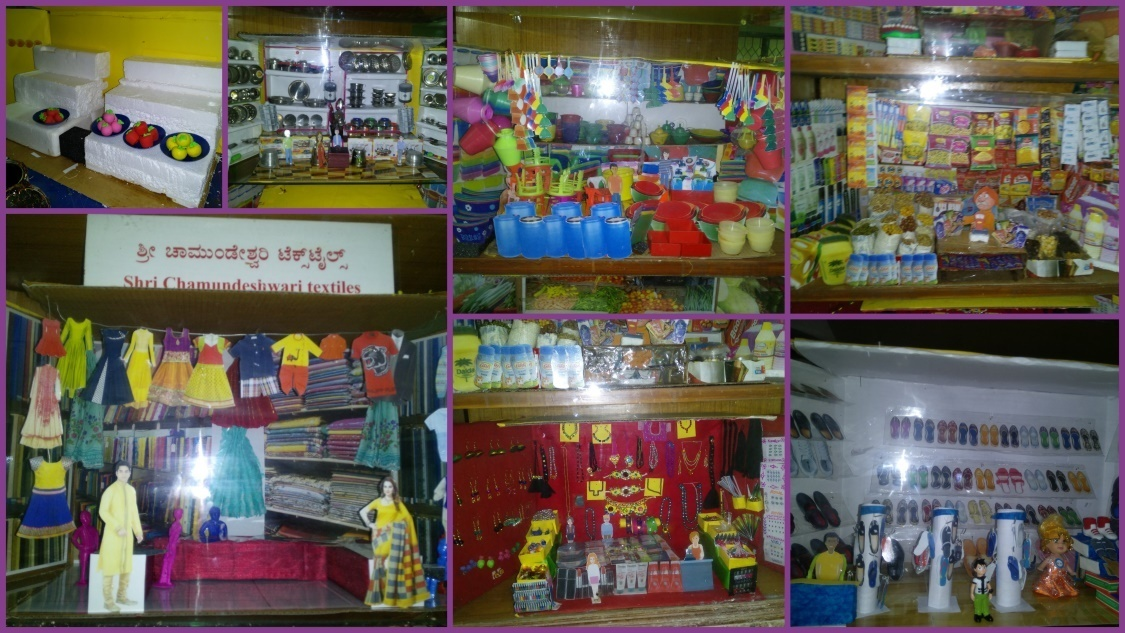 ಶ್ರೀ ಚಾಮುಂಡೇಶ್ವರಿ ಟೆಕ್ಸ್‌ಟೈಲ್ಸ್
Shri Chamundeshwari textiles